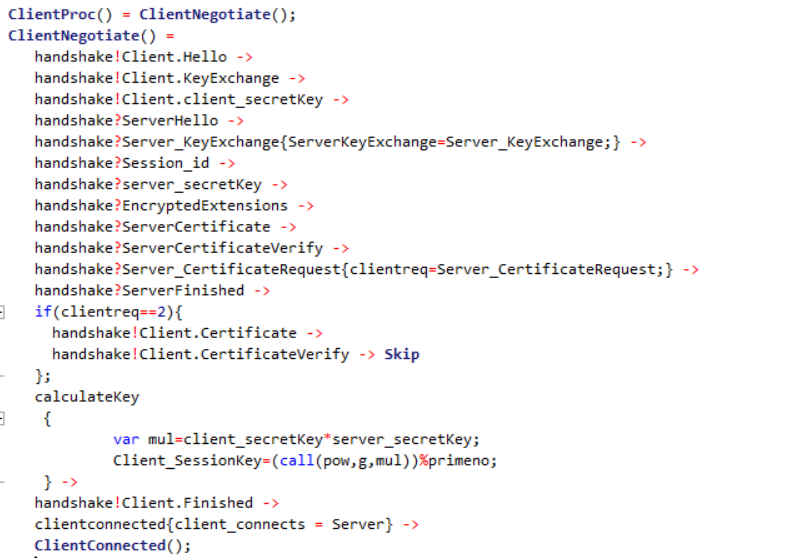 ClientProc() = ClientNegotiate();
ClientNegotiate() =
handshake!Client.Hello ->
handshake!Client.KeyExchange ->
handshake!Client.client_secretKey ->
handshake?ServerHello ->
handshake?Server_KeyExchange{ServerKeyExchange=Server_KeyExchange;} ->
handshake?Session_id ->
handshake?server_secretKey ->
handshake?EncryptedExtensions ->
handshake?ServerCertificate ->
handshake?ServerCertificateVerify ->
handshake?Server_CertificateRequest{clientreq=Server_CertificateRequest;} ->
handshake?ServerFinished ->
if(clientreq==2){
handshake!Client.Certificate ->
handshake!Client.CertificateVerify -> Skip
};
calculateKey
{
var mul=client_secretKey*server_secretKey;
Client_SessionKey=(call(pow,g,mul))%primeno;
} ->
handshake!Client.Finished ->
clientconnected{client_connects = Server} ->
ClientConnected();